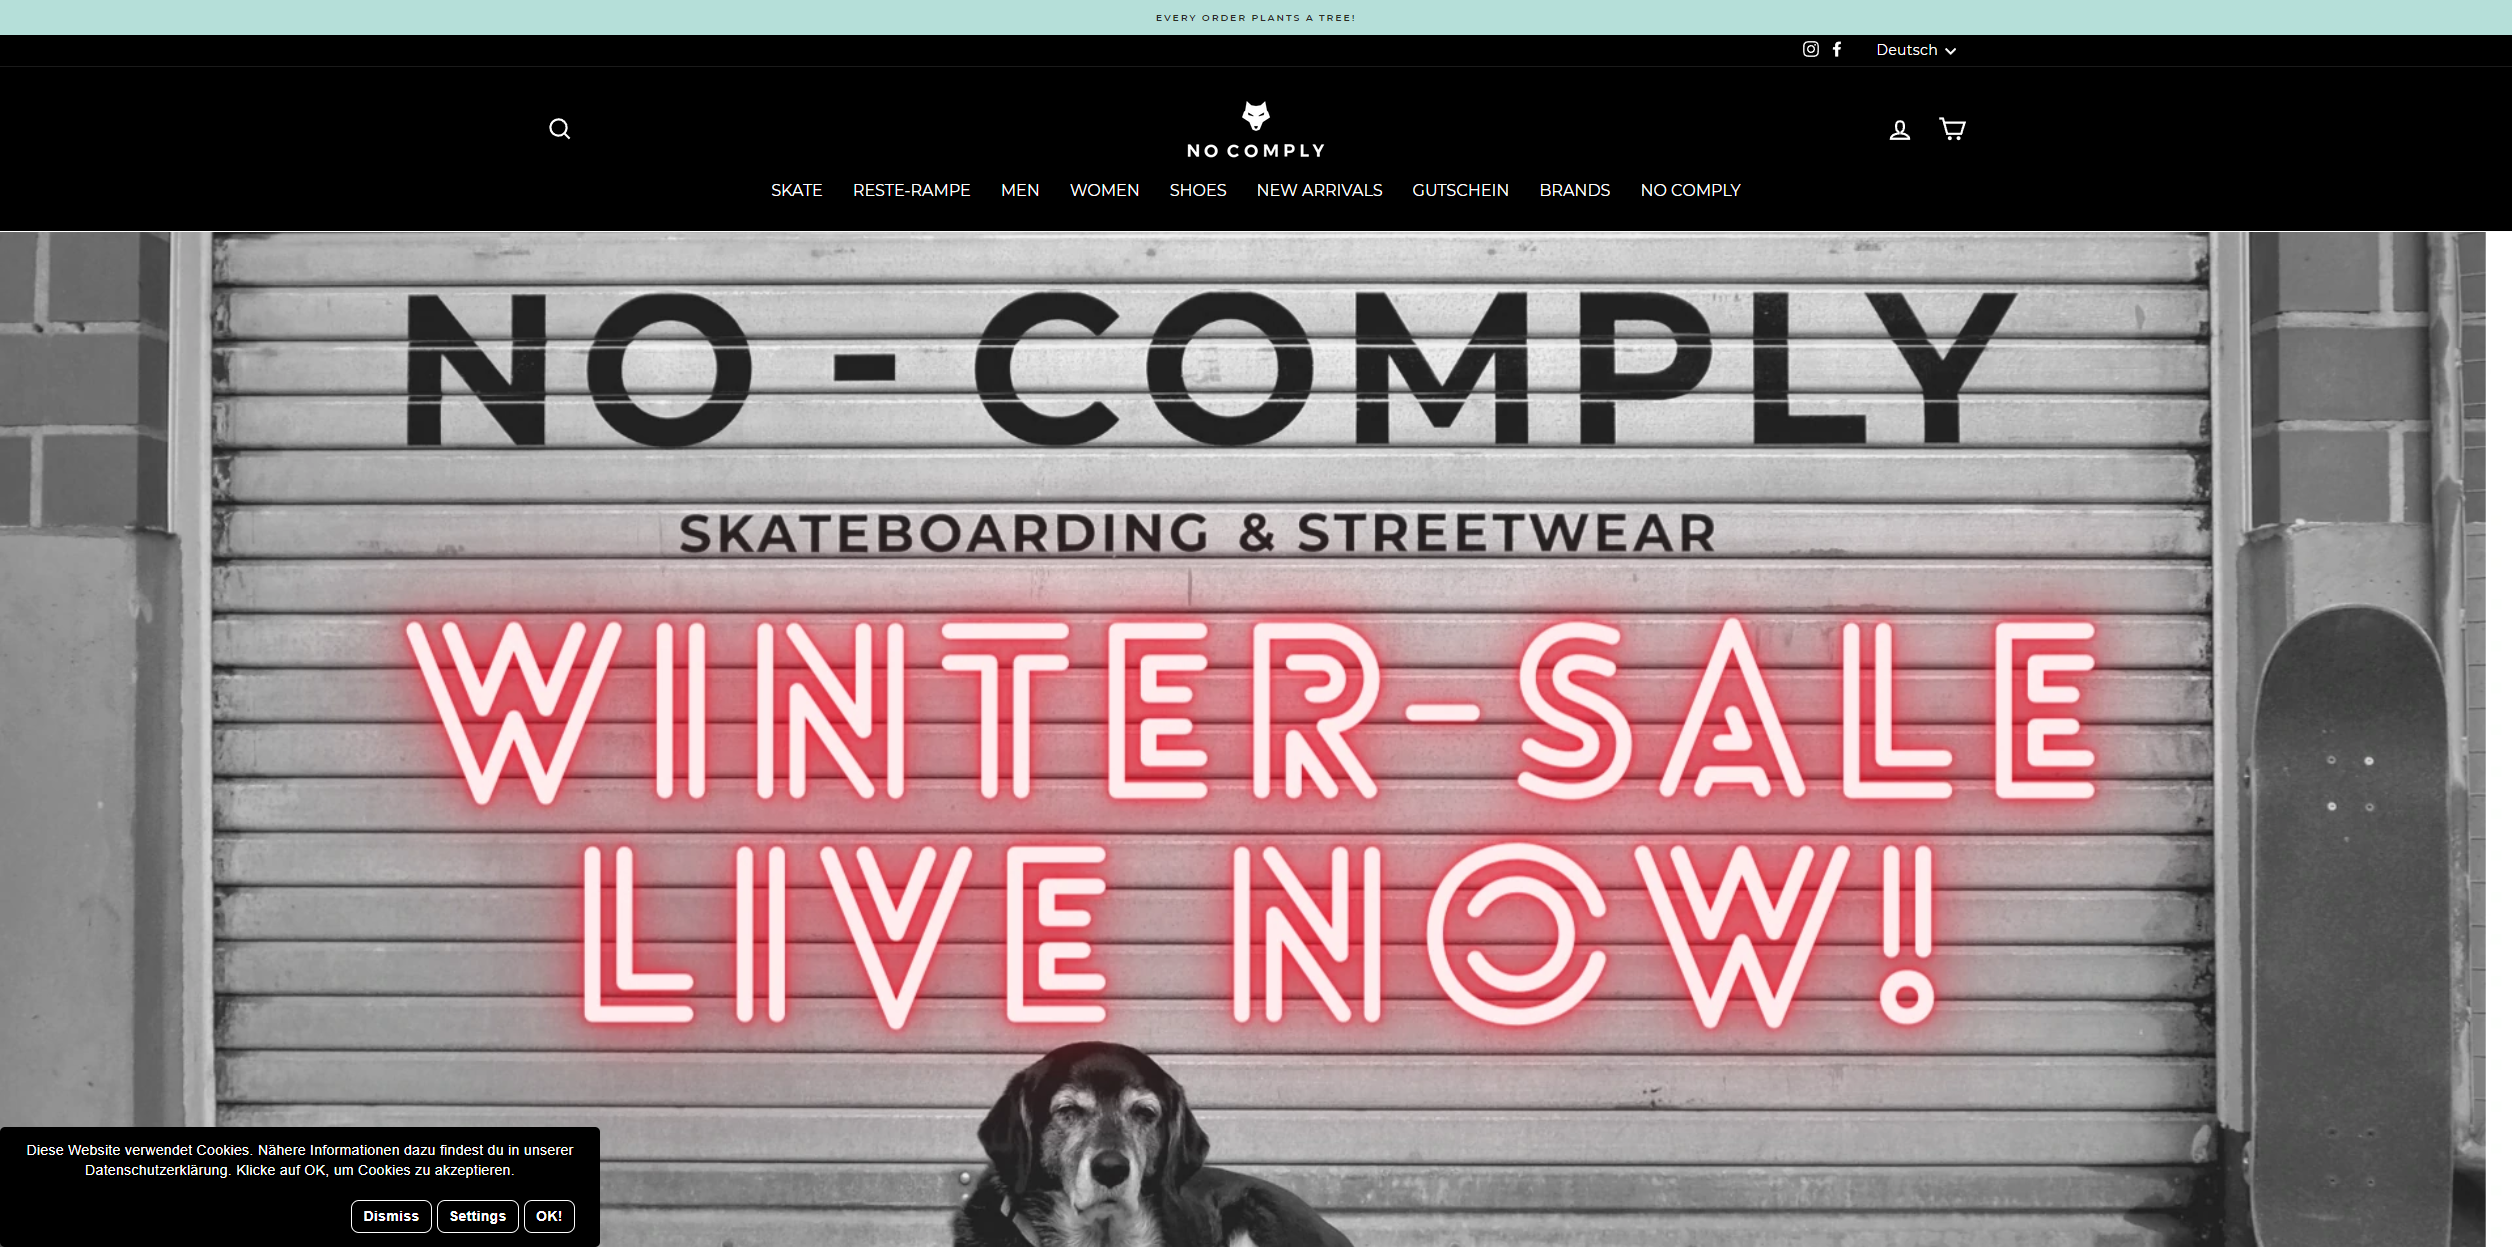 EVERY ORDER PLANTS A TREE!
Deutsch
NO COMPLY
SKATE RESTE-RAMPE MEN WOMEN SHOES NEW ARRIVALS GUTSCHEIN BRANDS NO COMPLY
NO-COMPLY
SKATEBOARDING & STREETWEAR
WINTER-SALE
LIVE NOW!
Diese Website verwendet Cookies. Nähere Informationen dazu findest du in unserer
Datenschutzerklärung. Klicke auf OK, um Cookies zu akzeptieren.
Dismiss Settings OK!